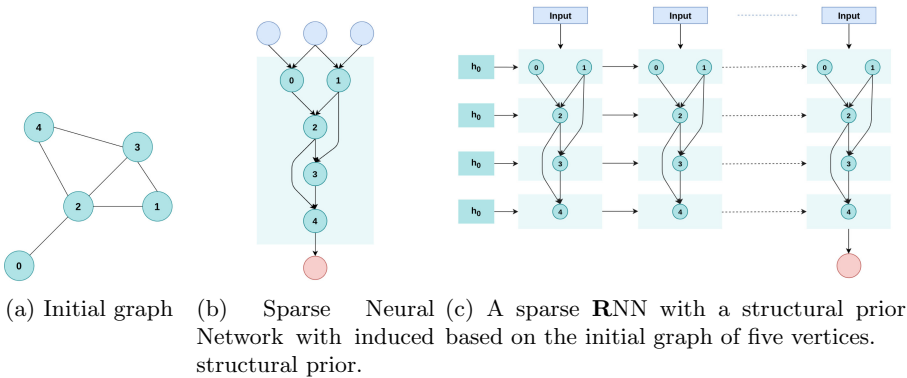 4
3
2
1
0
0
1
2
3
4
Input
Input
Input
h0
0
1
0
1
0
1
h0
2
2
2
h0
3
3
3
h0
4
4
4
(a) Initial graph
(b) Sparse Neural
Network with induced
structural prior.
(c) A sparse RNN with a structural prior
based on the initial graph of five vertices.